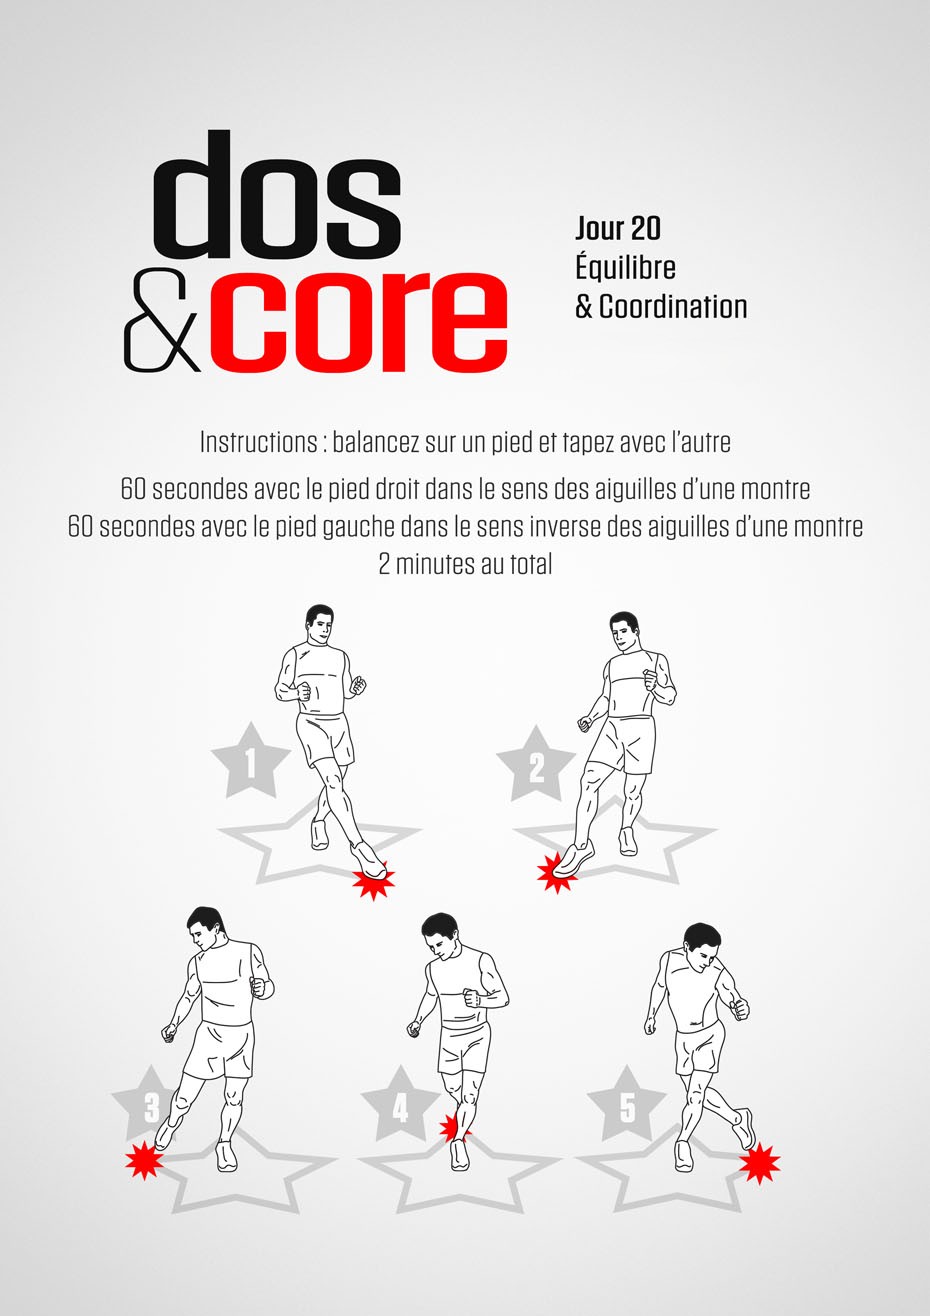 dos
&core
Jour 20
Équilibre
& Coordination
Instructions : balancez sur un pied et tapez avec l’autre
60 secondes avec le pied droit dans le sens des aiguilles d’une montre
60 secondes avec le pied gauche dans le sens inverse des aiguilles d’une montre
2 minutes au total
1
2
3
4
5